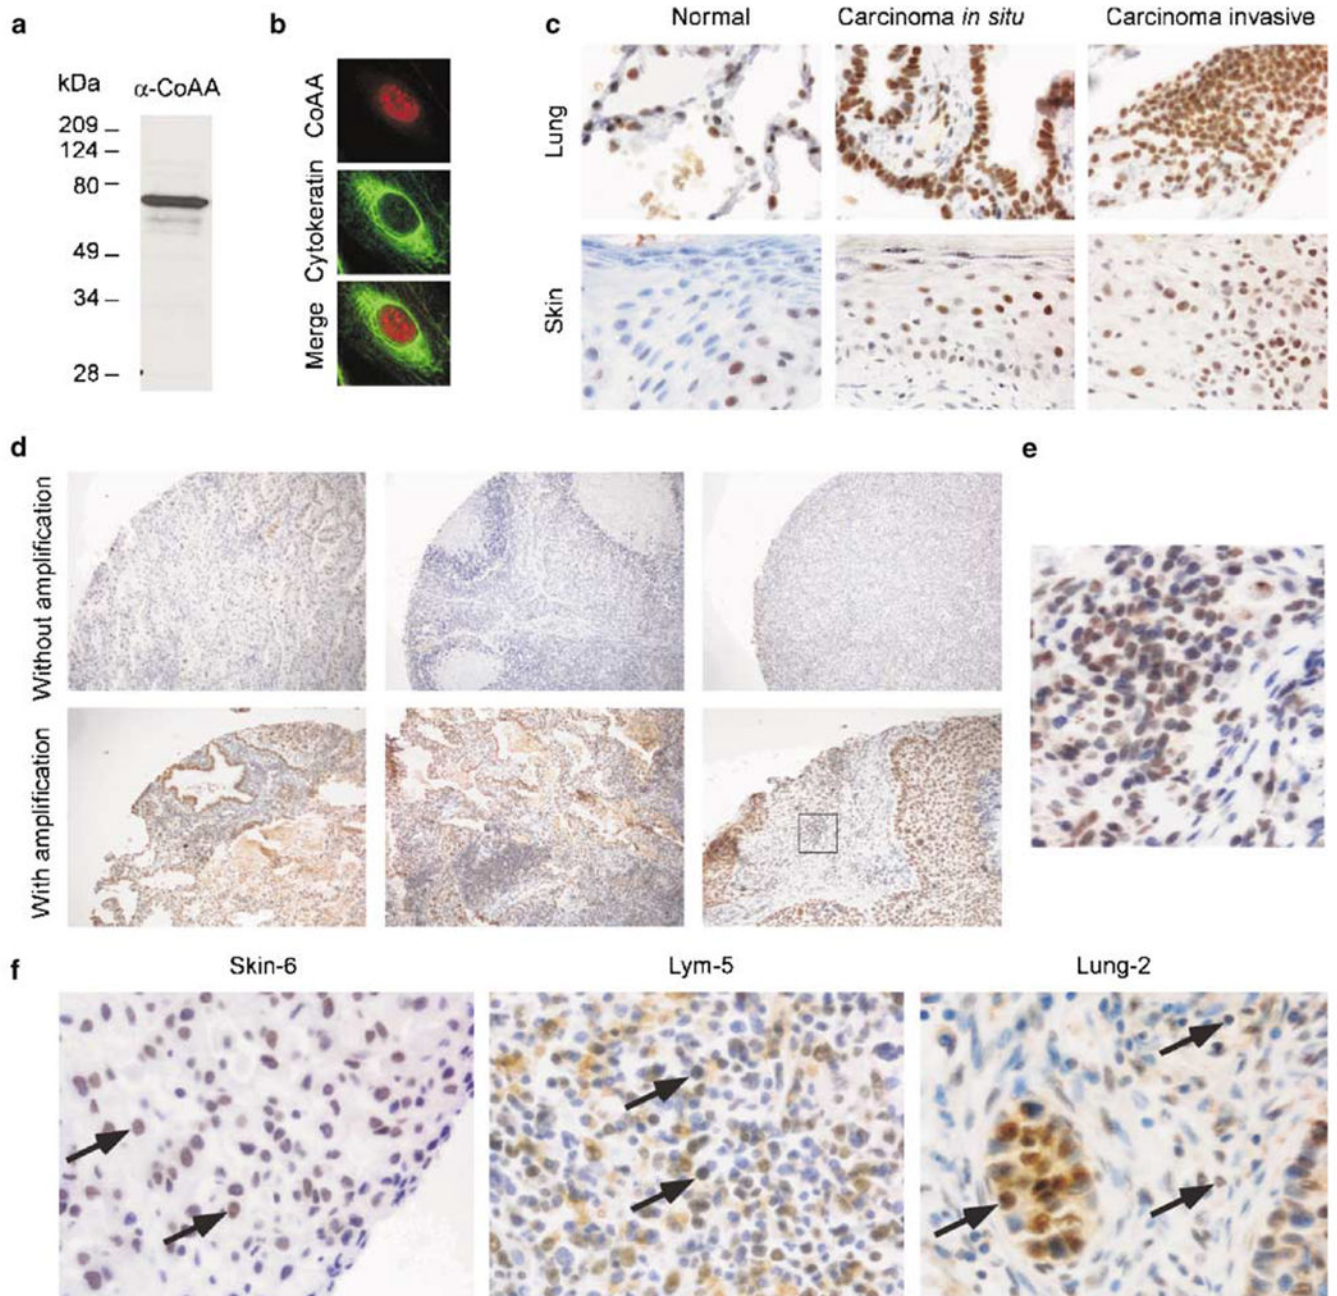 a
kDa
α-CoAA
209
124
80
49
34
28
b
CoAA
Cytokeratin
Merge
c
Normal
Carcinoma in situ
Carcinoma invasive
Lung
Skin
d
Without amplification
With amplification
e
f
Skin-6
Lym-5
Lung-2